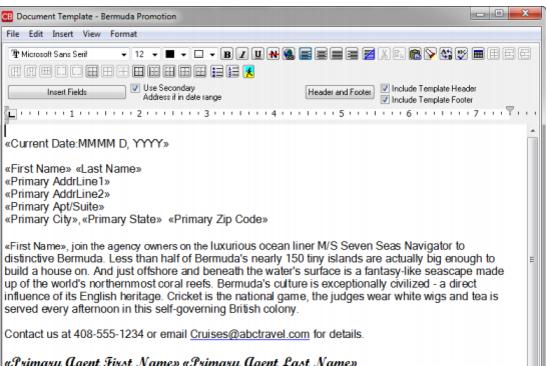 CB Document Template - Bermuda Promotion
File Edit Insert View Format
Microsoft Sans Serif 12 B I U
Insert Fields Use Secondary Address if in date range Header and Footer Include Template Header
Include Template Footer
1 2 3 4 5 6 7
«Current Date:MMMM D, YYYY»
«First Name» «Last Name»
«Primary AddrLine1»
«Primary AddrLine2»
«Primary Apt/Suite»
«Primary City», «Primary State» «Primary Zip Code»
«First Name», join the agency owners on the luxurious ocean liner M/S Seven Seas Navigator to
distinctive Bermuda. Less than half of Bermuda's nearly 150 tiny islands are actually big enough to
build a house on. And just offshore and beneath the water's surface is a fantasy-like seascape made
up of the world's northernmost coral reefs. Bermuda's culture is exceptionally civilized - a direct
influence of its English heritage. Cricket is the national game, the judges wear white wigs and tea is
served every afternoon in this self-governing British colony.
Contact us at 408-555-1234 or email Cruises@abctravel.com for details.
«Primary Agent First Name» «Primary Agent Last Name»